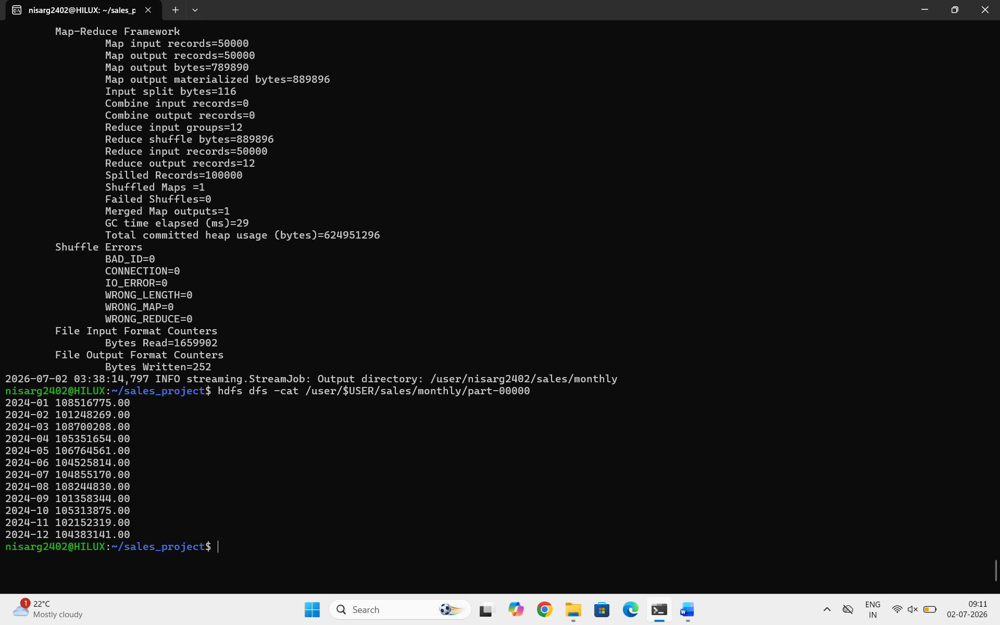 nisarg2402@HILUX: ~/sales_p
Map-Reduce Framework
Map input records=50000
Map output records=50000
Map output bytes=789890
Map output materialized bytes=889896
Input split bytes=116
Combine input records=0
Combine output records=0
Reduce input groups=12
Reduce shuffle bytes=889896
Reduce input records=50000
Reduce output records=12
Spilled Records=100000
Shuffled Maps =1
Failed Shuffles=0
Merged Map outputs=1
GC time elapsed (ms)=29
Total committed heap usage (bytes)=624951296
Shuffle Errors
BAD_ID=0
CONNECTION=0
IO_ERROR=0
WRONG_LENGTH=0
WRONG_MAP=0
WRONG_REDUCE=0
File Input Format Counters
Bytes Read=1659902
File Output Format Counters
Bytes Written=252
2026-07-02 03:38:14,797 INFO streaming.StreamJob: Output directory: /user/nisarg2402/sales/monthly
nisarg2402@HILUX:~/sales_project$ hdfs dfs -cat /user/$USER/sales/monthly/part-00000
2024-01 108516775.00
2024-02 101248269.00
2024-03 108700208.00
2024-04 105351654.00
2024-05 106764561.00
2024-06 104525814.00
2024-07 104855170.00
2024-08 108244830.00
2024-09 101358344.00
2024-10 105313875.00
2024-11 102152319.00
2024-12 104383141.00
nisarg2402@HILUX:~/sales_project$
1
22°C
Mostly cloudy
Search
W
ENG
IN
09:11
02-07-2026